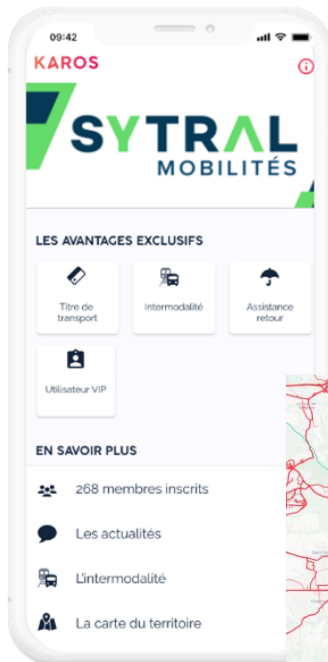 09:42
KAROS
SYTRAL
MOBILITÉS
LES AVANTAGES EXCLUSIFS
Titre de
transport
Intermodalité
Assistance
retour
Utilisateur VIP
EN SAVOIR PLUS
268 membres inscrits
Les actualités
L'intermodalité
La carte du territoire